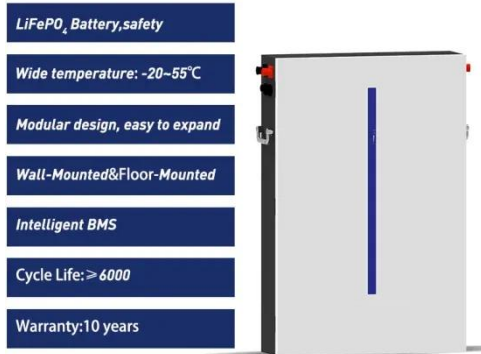 LiFePO₄ Battery,safety
Wide temperature: -20~55℃
Modular design, easy to expand
Wall-Mounted&Floor-Mounted
Intelligent BMS
Cycle Life:≥6000
Warranty:10 years